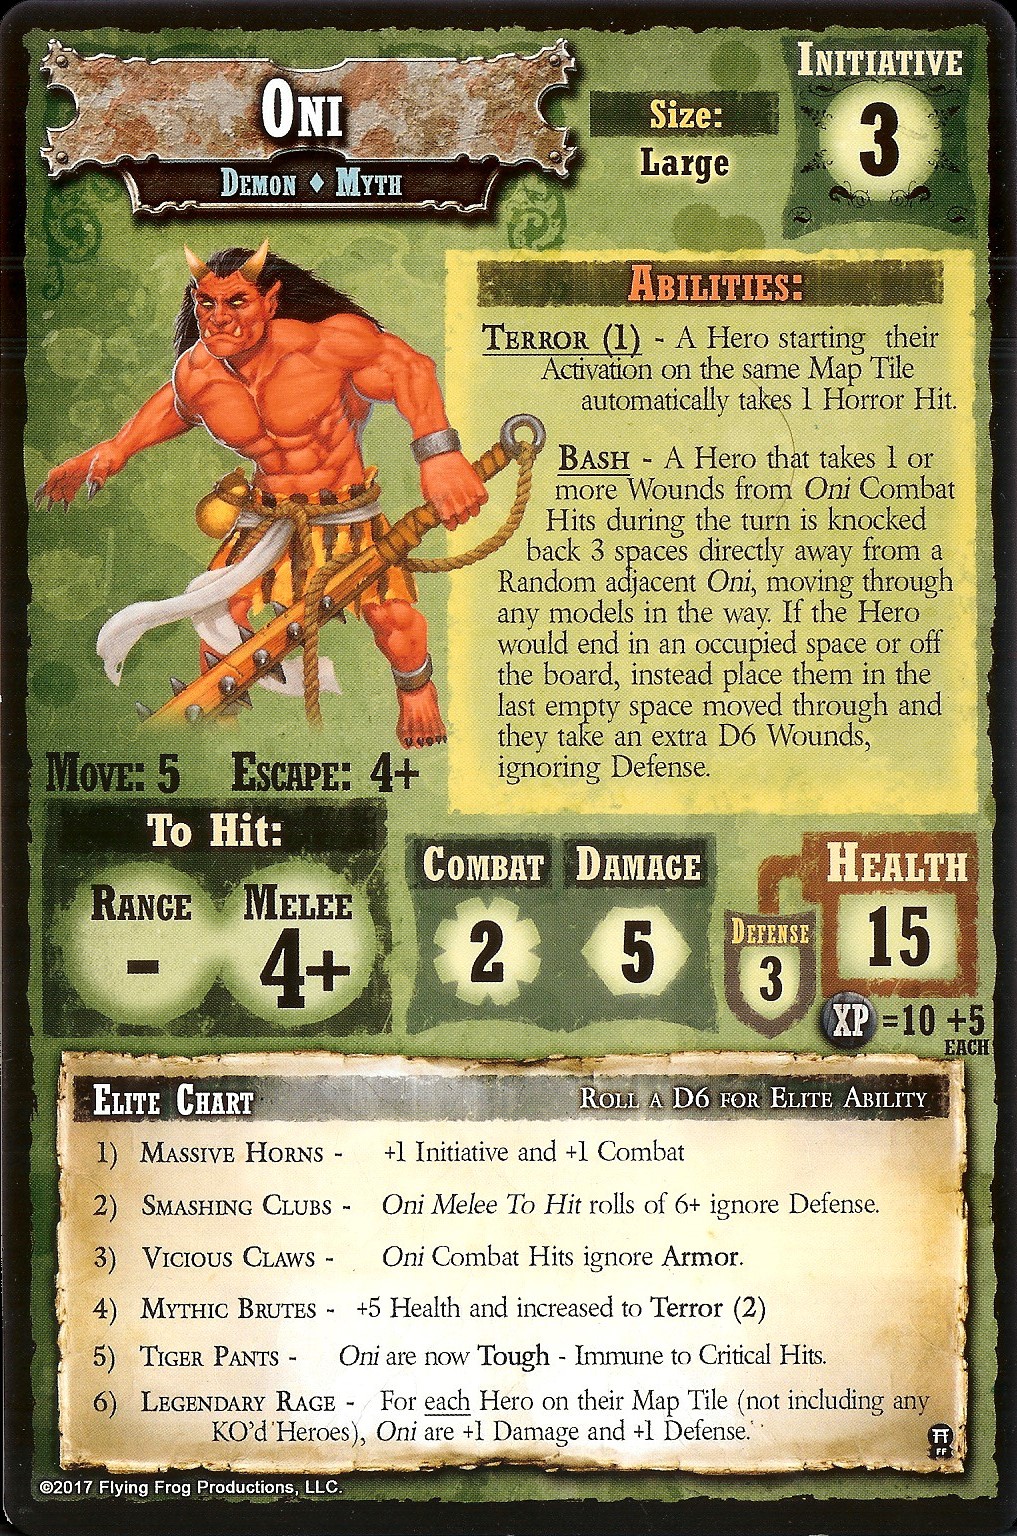 ONI
DEMON ♦ MYTH
Size:
Large
INITIATIVE
3
ABILITIES:
TERROR (1) - A Hero starting their
Activation on the same Map Tile
automatically takes 1 Horror Hit.
BASH - A Hero that takes 1 or
more Wounds from Oni Combat
Hits during the turn is knocked
back 3 spaces directly away from a
Random adjacent Oni, moving through
any models in the way. If the Hero
would end in an occupied space or off
the board, instead place them in the
last empty space moved through and
they take an extra D6 Wounds,
ignoring Defense.
MOVE: 5 ESCAPE: 4+
To Hit:
RANGE MELEE
- 4+
COMBAT
2
DAMAGE
5
DEFENSE
3
HEALTH
15
XP =10 +5
EACH
ELITE CHART ROLL A D6 FOR ELITE ABILITY
1) MASSIVE HORNS - +1 Initiative and +1 Combat
2) SMASHING CLUBS - Oni Melee To Hit rolls of 6+ ignore Defense.
3) VICIOUS CLAWS - Oni Combat Hits ignore Armor.
4) MYTHIC BRUTES - +5 Health and increased to Terror (2)
5) TIGER PANTS - Oni are now Tough - Immune to Critical Hits.
6) LEGENDARY RAGE - For each Hero on their Map Tile (not including any
KO'd Heroes), Oni are +1 Damage and +1 Defense.
FF
©2017 Flying Frog Productions, LLC.